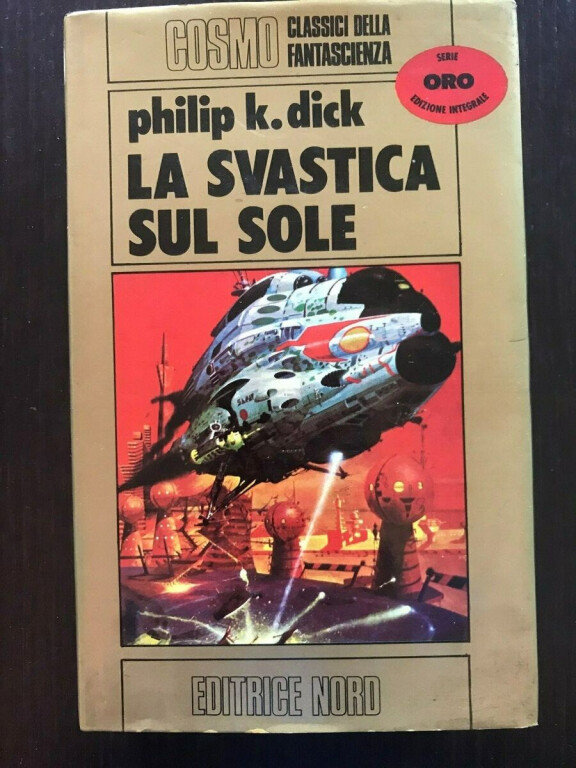 COSMO
CLASSICI DELLA
FANTASCIENZA
SERIE
ORO
EDIZIONE INTEGRALE
philip k. dick
LA SVASTICA
SUL SOLE
EDITRICE NORD